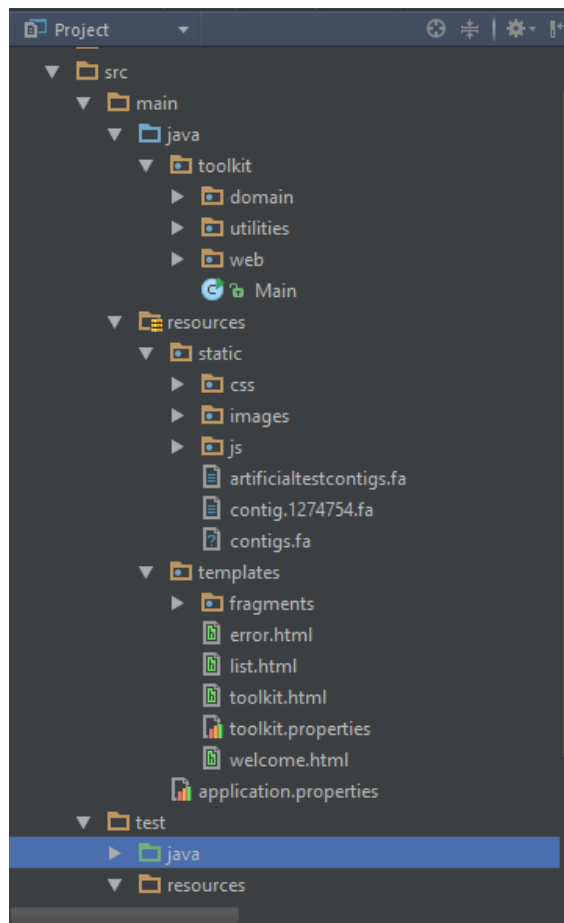 Project
src
main
java
toolkit
domain
utilities
web
Main
resources
static
css
images
js
artificialtestcontigs.fa
contig.1274754.fa
contigs.fa
templates
fragments
error.html
list.html
toolkit.html
toolkit.properties
welcome.html
application.properties
test
java
resources